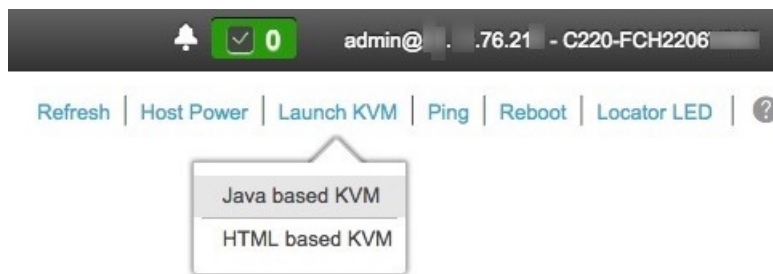 0 admin@ . .76.21 - C220-FCH2206
Refresh | Host Power | Launch KVM | Ping | Reboot | Locator LED | ?
Java based KVM
HTML based KVM